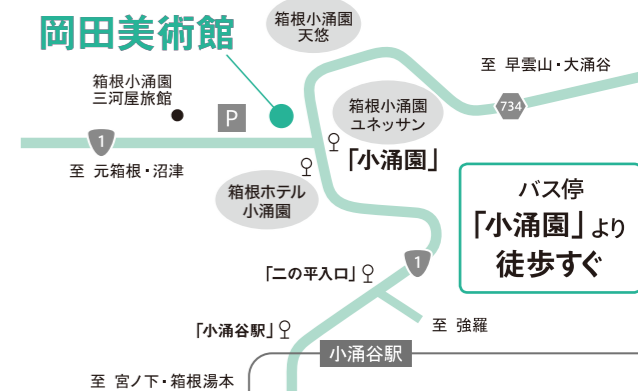 岡田美術館
箱根小涌園
天悠
至 早雲山・大涌谷
箱根小涌園
三河屋旅館
P
箱根小涌園
ユネッサン
734
1
「小涌園」
至 元箱根・沼津
箱根ホテル
小涌園
バス停
「小涌園」より
徒歩すぐ
「二の平入口」
1
「小涌谷駅」
至 強羅
小涌谷駅
至 宮ノ下・箱根湯本